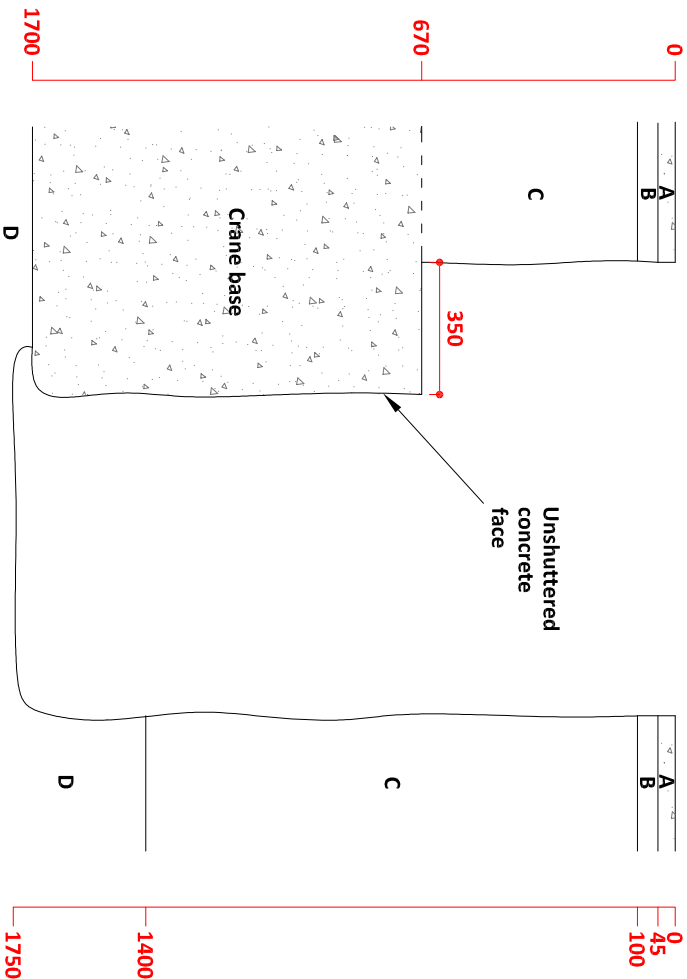 0
A
A
0
45
B
B
100
Unshuttered
concrete
face
C
350
670
C
Crane base
1400
D
1700
D
1750